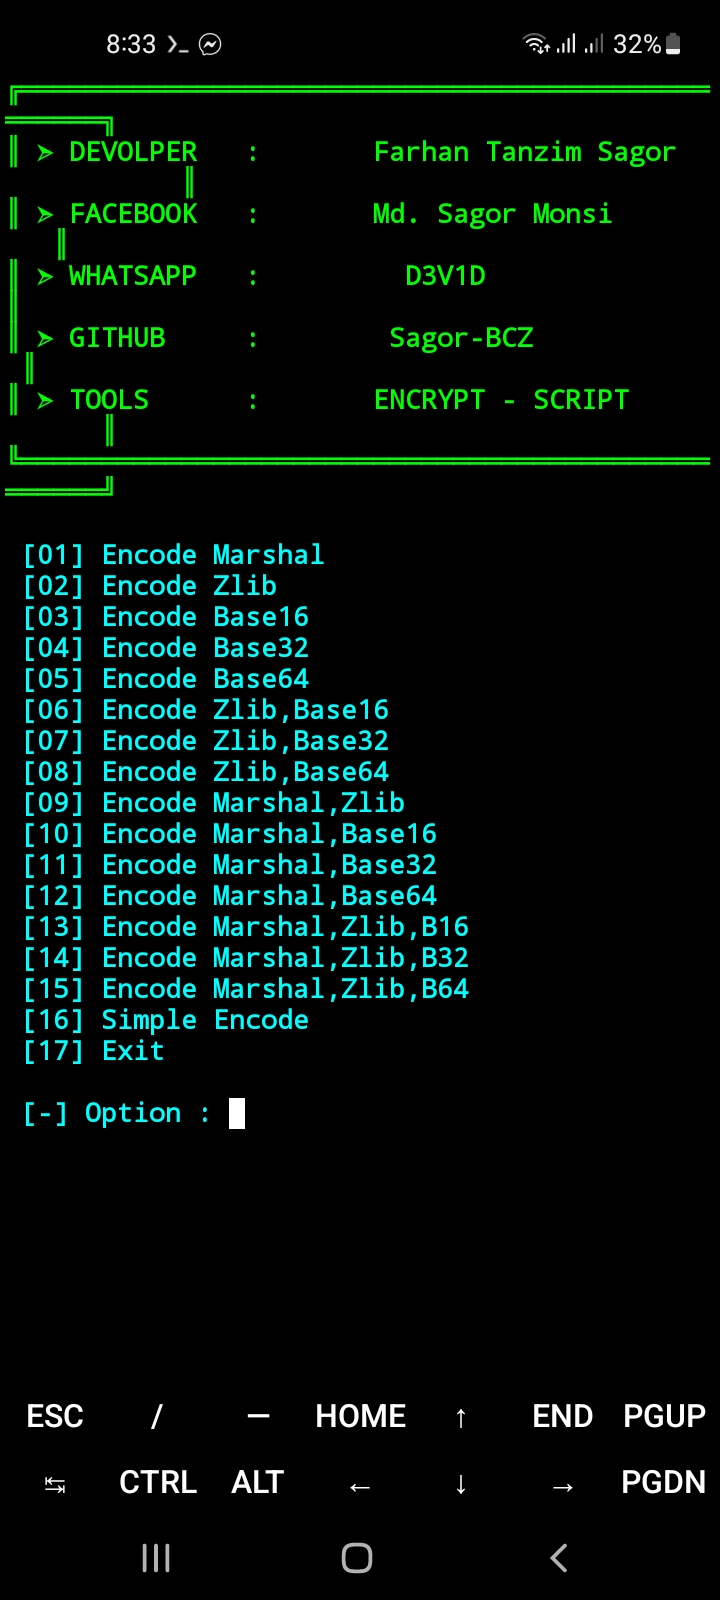 8:33 32%
➤ DEVOLPER : Farhan Tanzim Sagor
➤ FACEBOOK : Md. Sagor Monsi
➤ WHATSAPP : D3V1D
➤ GITHUB : Sagor-BCZ
➤ TOOLS : ENCRYPT - SCRIPT
[01] Encode Marshal
[02] Encode Zlib
[03] Encode Base16
[04] Encode Base32
[05] Encode Base64
[06] Encode Zlib,Base16
[07] Encode Zlib,Base32
[08] Encode Zlib,Base64
[09] Encode Marshal,Zlib
[10] Encode Marshal,Base16
[11] Encode Marshal,Base32
[12] Encode Marshal,Base64
[13] Encode Marshal,Zlib,B16
[14] Encode Marshal,Zlib,B32
[15] Encode Marshal,Zlib,B64
[16] Simple Encode
[17] Exit
[-] Option :
ESC / — HOME ↑ END PGUP
↹ CTRL ALT ← ↓ → PGDN